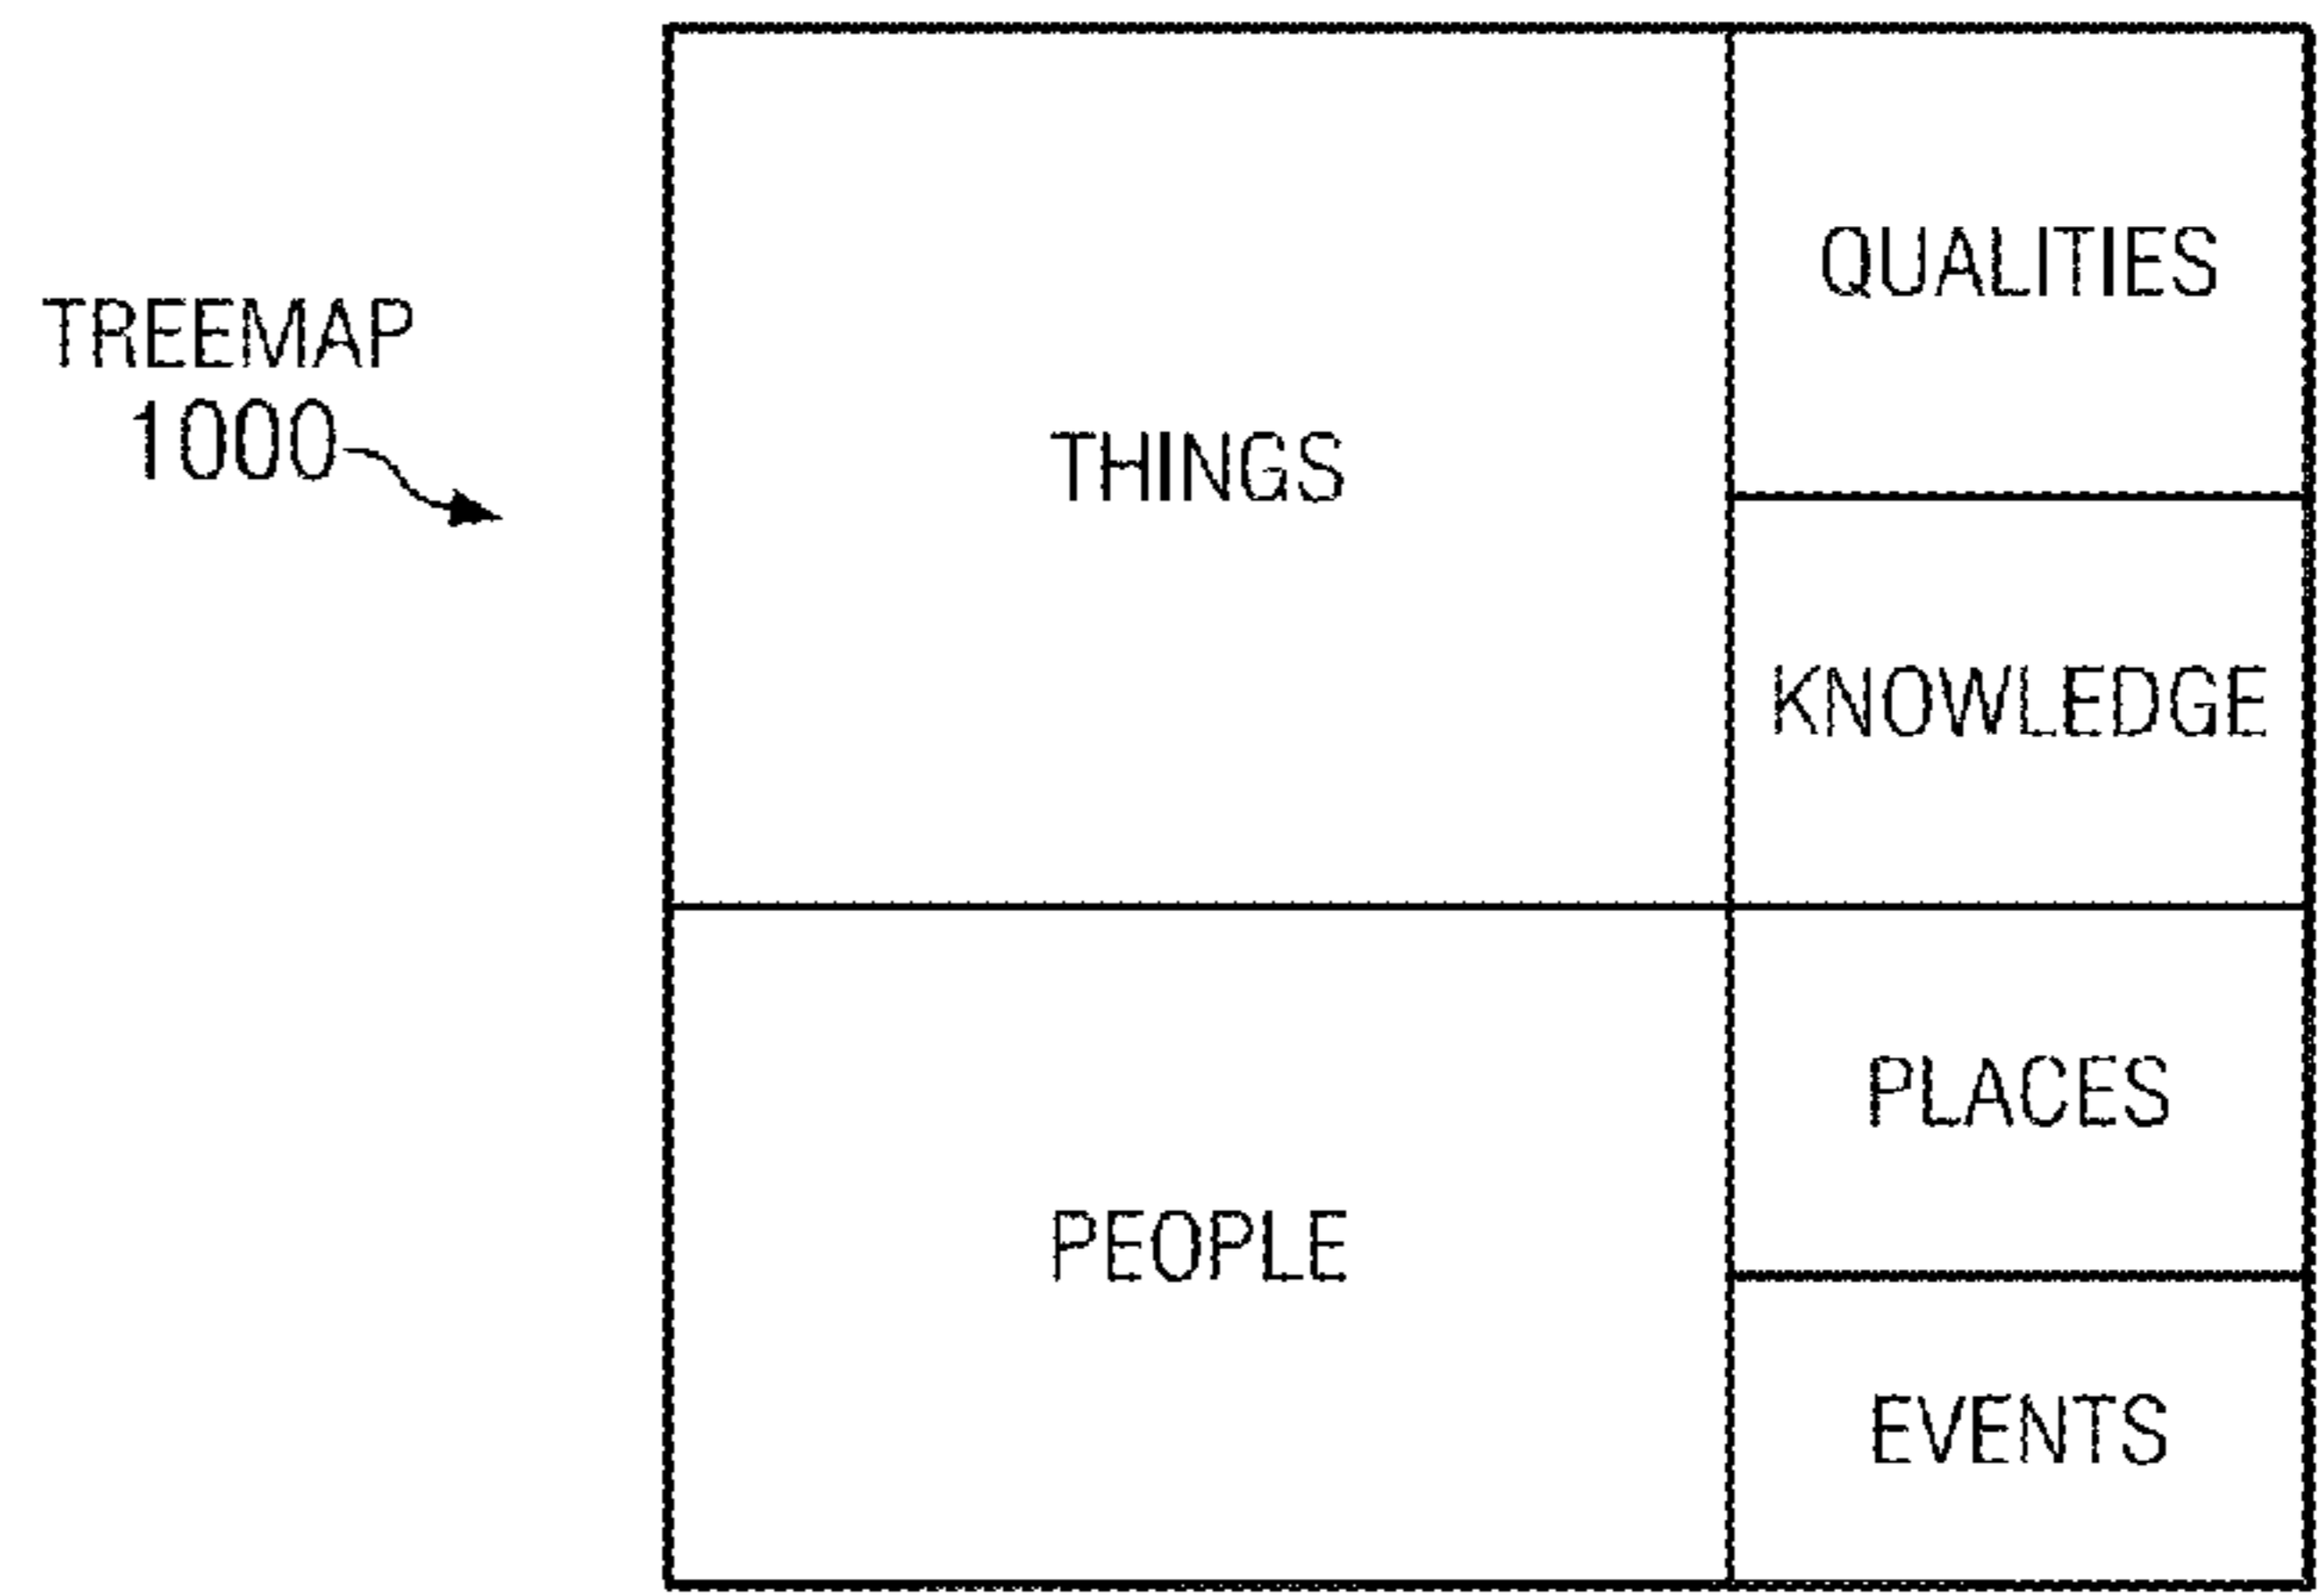 TREEMAP
1000
THINGS
QUALITIES
KNOWLEDGE
PEOPLE
PLACES
EVENTS